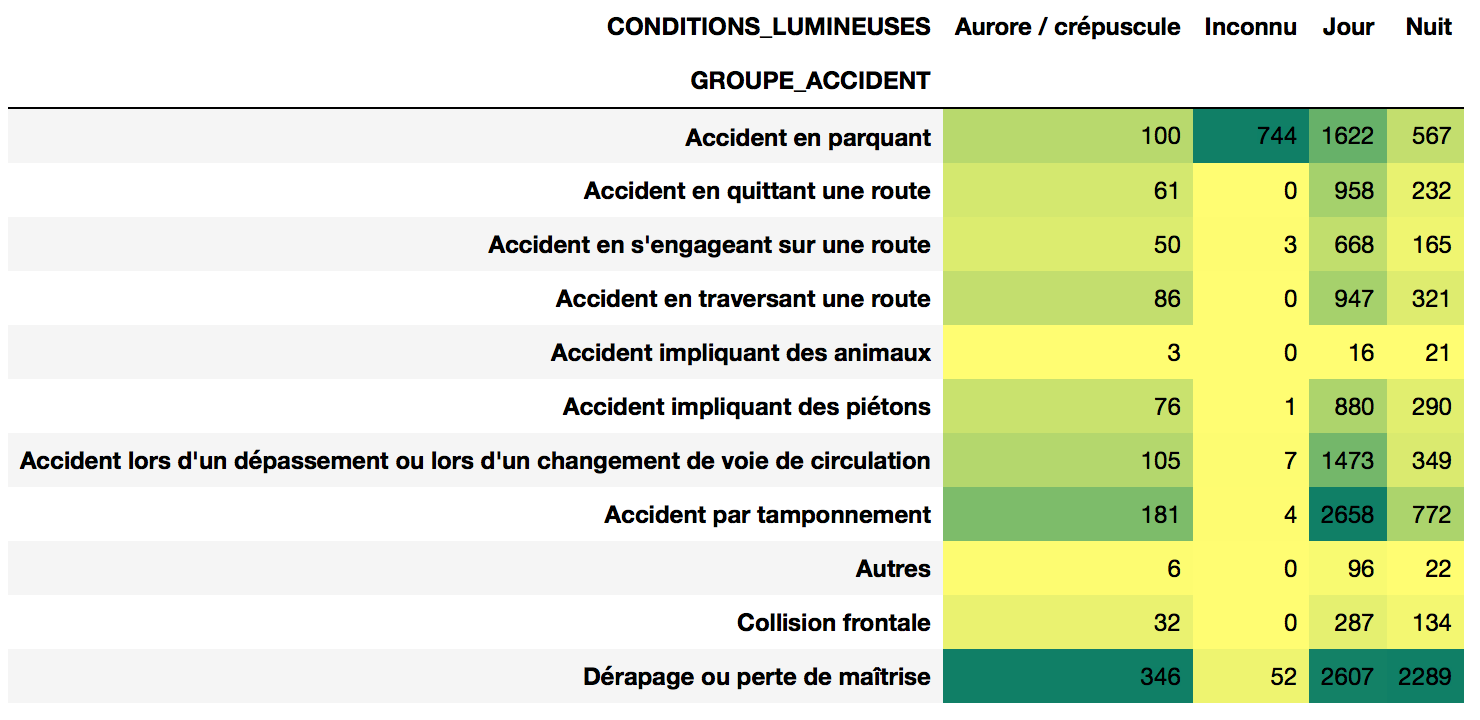 CONDITIONS_LUMINEUSES Aurore / crépuscule Inconnu Jour Nuit
GROUPE_ACCIDENT
Accident en parquant 100 744 1622 567
Accident en quittant une route 61 0 958 232
Accident en s'engageant sur une route 50 3 668 165
Accident en traversant une route 86 0 947 321
Accident impliquant des animaux 3 0 16 21
Accident impliquant des piétons 76 1 880 290
Accident lors d'un dépassement ou lors d'un changement de voie de circulation 105 7 1473 349
Accident par tamponnement 181 4 2658 772
Autres 6 0 96 22
Collision frontale 32 0 287 134
Dérapage ou perte de maîtrise 346 52 2607 2289